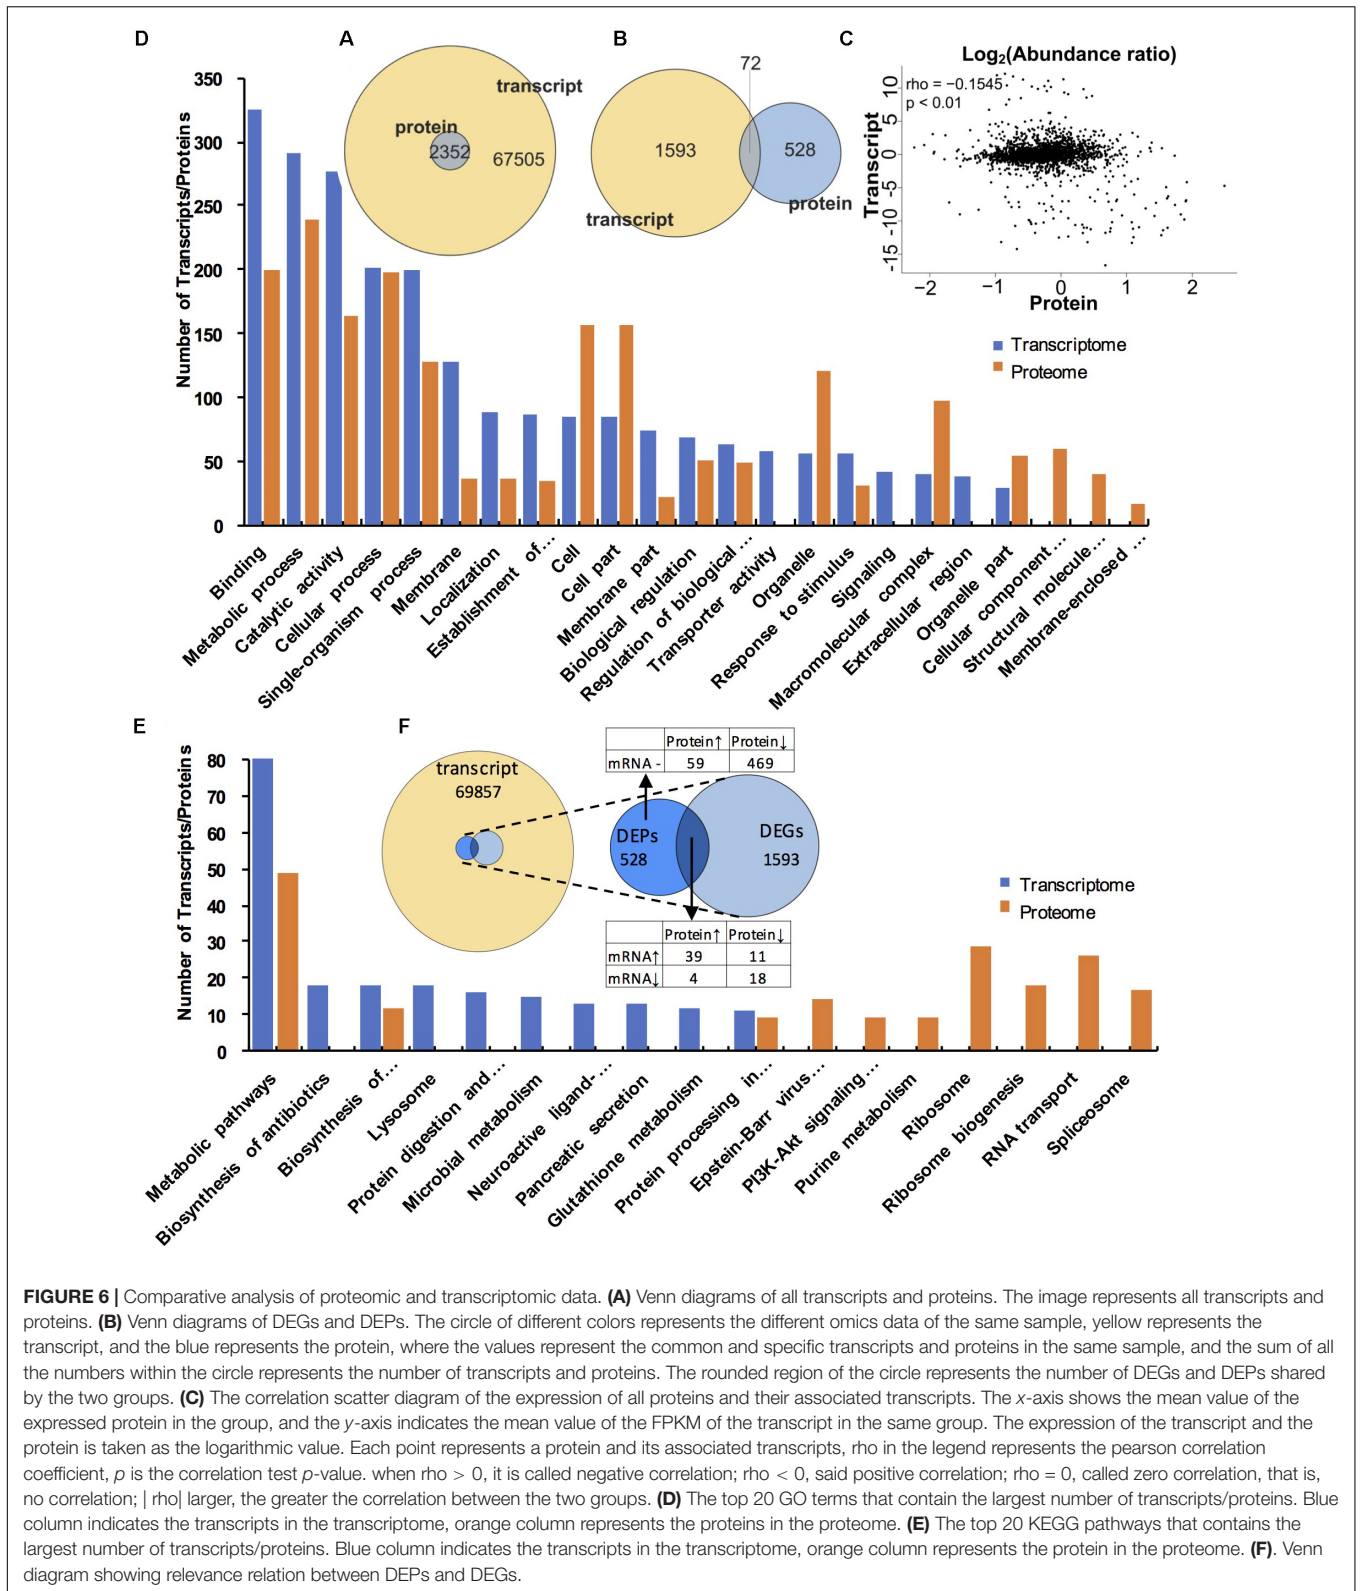 D
A
B
C
350
300
250
200
150
100
50
0
Number of Transcripts/Proteins
transcript
protein
2352
67505
72
1593
528
protein
transcript
Log2(Abundance ratio)
rho = −0.1545
p < 0.01
Transcript
10
5
0
-5
-10
-15
−2
−1
0
1
2
Protein
Transcriptome
Proteome
Binding
Metabolic process
Catalytic activity
Cellular process
Single-organism process
Membrane
Localization
Establishment of…
Cell
Cell part
Membrane part
Biological regulation
Regulation of biological…
Transporter activity
Organelle
Response to stimulus
Signaling
Macromolecular complex
Extracellular region
Organelle part
Cellular component…
Structural molecule…
Membrane-enclosed …
E
F
80
70
60
50
40
30
20
10
0
Number of Transcripts/Proteins
transcript
69857
Protein↑ Protein↓
mRNA - 59 469
DEPs
528
DEGs
1593
Protein↑ Protein↓
mRNA↑ 39 11
mRNA↓ 4 18
Transcriptome
Proteome
Metabolic pathways
Biosynthesis of antibiotics
Biosynthesis of…
Lysosome
Protein digestion and…
Microbial metabolism
Neuroactive ligand-…
Pancreatic secretion
Glutathione metabolism
Protein processing in…
Epstein-Barr virus…
PI3K-Akt signaling…
Purine metabolism
Ribosome
Ribosome biogenesis
RNA transport
Spliceosome
FIGURE 6 | Comparative analysis of proteomic and transcriptomic data. (A) Venn diagrams of all transcripts and proteins. The image represents all transcripts and
proteins. (B) Venn diagrams of DEGs and DEPs. The circle of different colors represents the different omics data of the same sample, yellow represents the
transcript, and the blue represents the protein, where the values represent the common and specific transcripts and proteins in the same sample, and the sum of all
the numbers within the circle represents the number of transcripts and proteins. The rounded region of the circle represents the number of DEGs and DEPs shared
by the two groups. (C) The correlation scatter diagram of the expression of all proteins and their associated transcripts. The x-axis shows the mean value of the
expressed protein in the group, and the y-axis indicates the mean value of the FPKM of the transcript in the same group. The expression of the transcript and the
protein is taken as the logarithmic value. Each point represents a protein and its associated transcripts, rho in the legend represents the pearson correlation
coefficient, p is the correlation test p-value. when rho > 0, it is called negative correlation; rho < 0, said positive correlation; rho = 0, called zero correlation, that is,
no correlation; | rho| larger, the greater the correlation between the two groups. (D) The top 20 GO terms that contain the largest number of transcripts/proteins. Blue
column indicates the transcripts in the transcriptome, orange column represents the proteins in the proteome. (E) The top 20 KEGG pathways that contains the
largest number of transcripts/proteins. Blue column indicates the transcripts in the transcriptome, orange column represents the protein in the proteome. (F). Venn
diagram showing relevance relation between DEPs and DEGs.